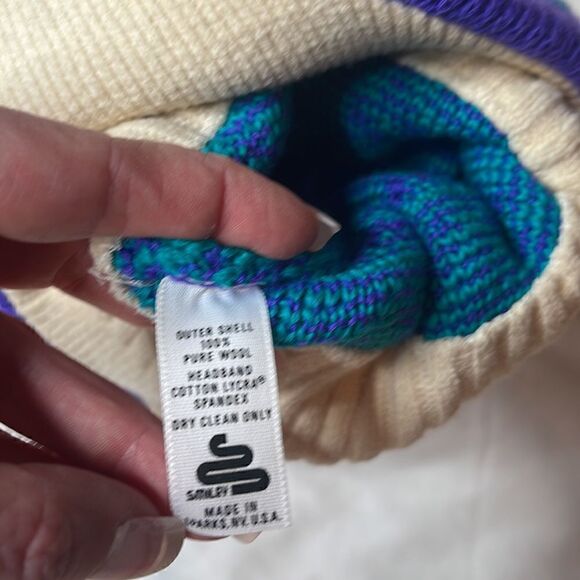 OUTER SHELL
100%
PURE WOOL
HEADBAND
COTTON LYCRA®
SPANDEX
DRY CLEAN ONLY
SMILEY
MADE IN
SPARKS, NV. U.S.A.